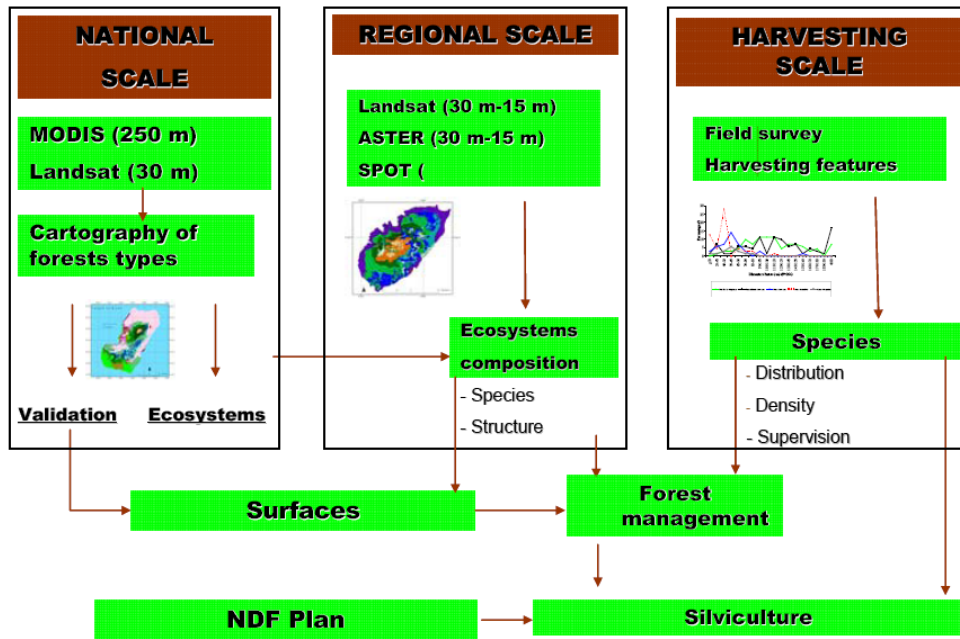 NATIONAL
SCALE
MODIS (250 m)
Landsat (30 m)
Cartography of
forests types
Validation
Ecosystems
REGIONAL SCALE
Landsat (30 m-15 m)
ASTER (30 m-15 m)
SPOT (
Ecosystems
composition
- Species
- Structure
HARVESTING
SCALE
Field survey
Harvesting features
Species
- Distribution
- Density
- Supervision
Surfaces
Forest
management
NDF Plan
Silviculture